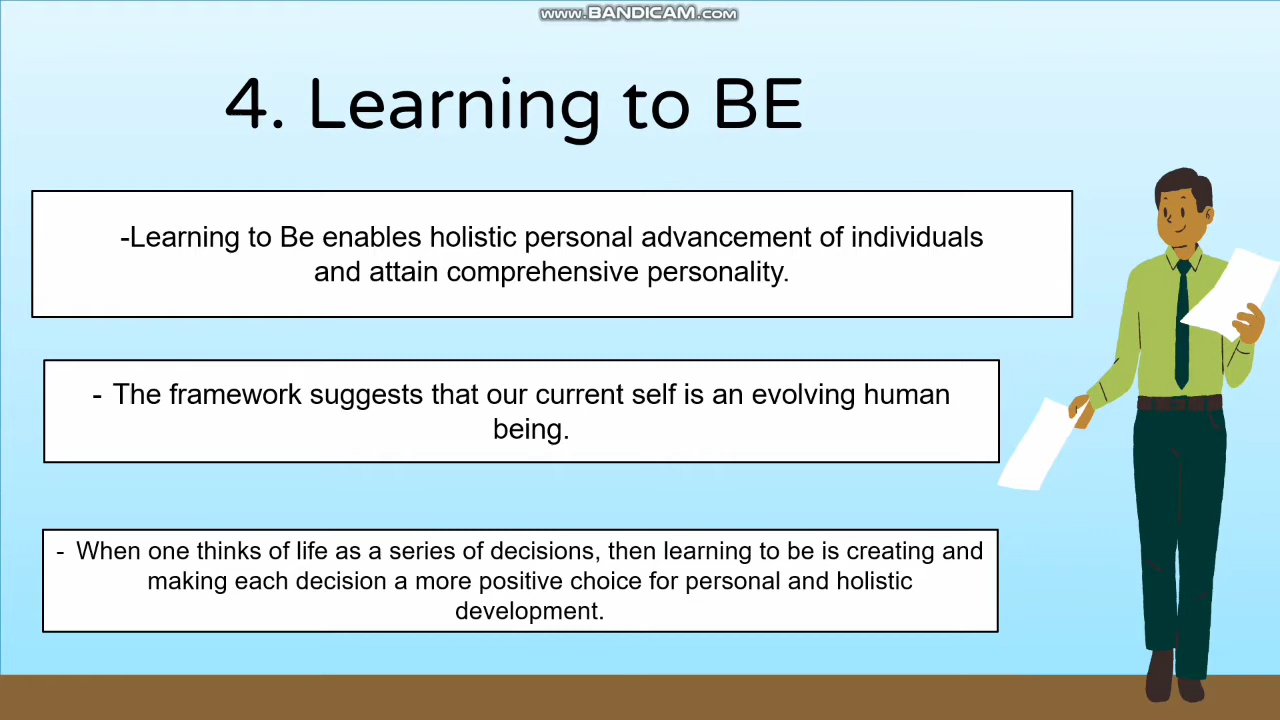 www.BANDICAM.com
4. Learning to BE
-Learning to Be enables holistic personal advancement of individuals
and attain comprehensive personality.
- The framework suggests that our current self is an evolving human
being.
- When one thinks of life as a series of decisions, then learning to be is creating and
making each decision a more positive choice for personal and holistic
development.